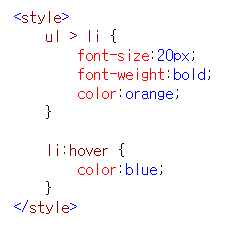 <style>
    ul > li {
        font-size:20px;
        font-weight:bold;
        color:orange;
    }

    li:hover {
        color:blue;
    }
</style>